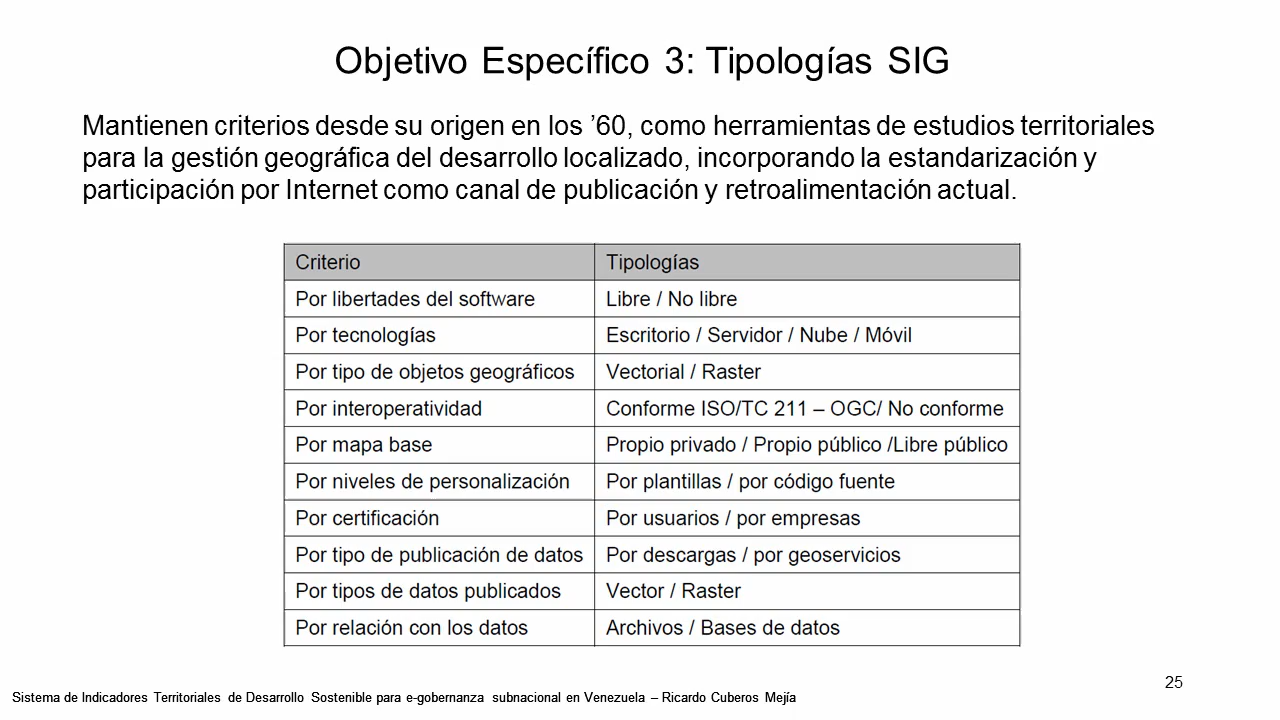 Objetivo Específico 3: Tipologías SIG
Mantienen criterios desde su origen en los ’60, como herramientas de estudios territoriales
para la gestión geográfica del desarrollo localizado, incorporando la estandarización y
participación por Internet como canal de publicación y retroalimentación actual.
Criterio Tipologías
Por libertades del software Libre / No libre
Por tecnologías Escritorio / Servidor / Nube / Móvil
Por tipo de objetos geográficos Vectorial / Raster
Por interoperatividad Conforme ISO/TC 211 – OGC/ No conforme
Por mapa base Propio privado / Propio público /Libre público
Por niveles de personalización Por plantillas / por código fuente
Por certificación Por usuarios / por empresas
Por tipo de publicación de datos Por descargas / por geoservicios
Por tipos de datos publicados Vector / Raster
Por relación con los datos Archivos / Bases de datos
25
Sistema de Indicadores Territoriales de Desarrollo Sostenible para e-gobernanza subnacional en Venezuela – Ricardo Cuberos Mejía